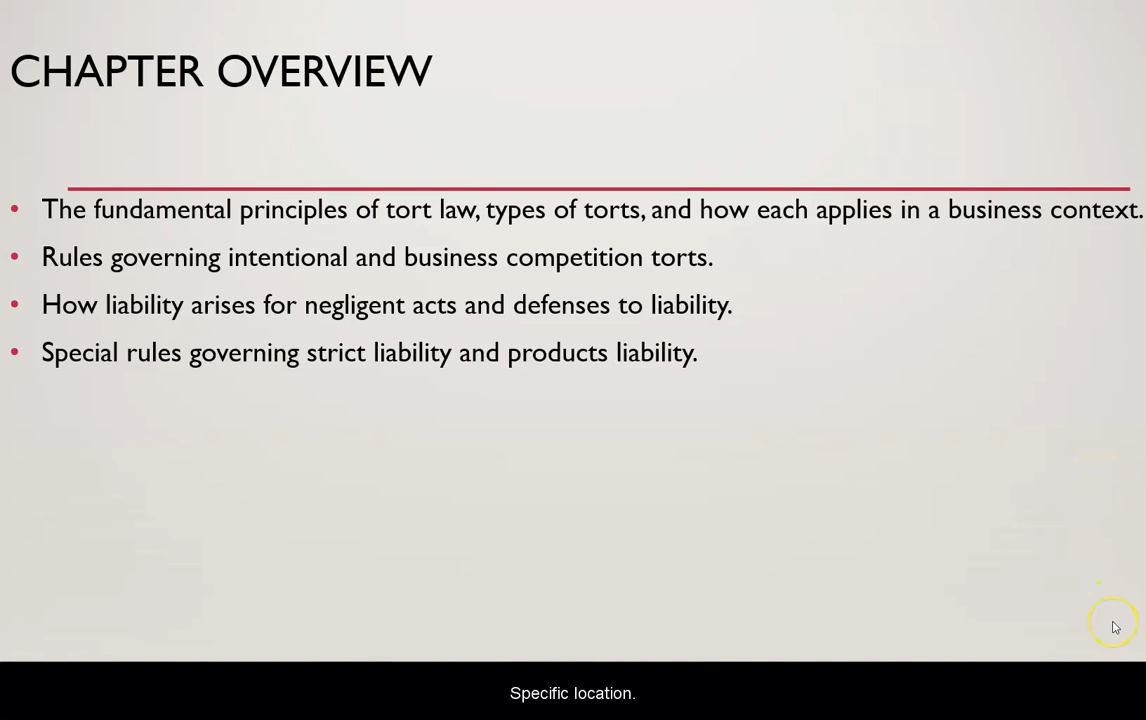 CHAPTER OVERVIEW
• The fundamental principles of tort law, types of torts, and how each applies in a business context.
• Rules governing intentional and business competition torts.
• How liability arises for negligent acts and defenses to liability.
• Special rules governing strict liability and products liability.
Specific location.